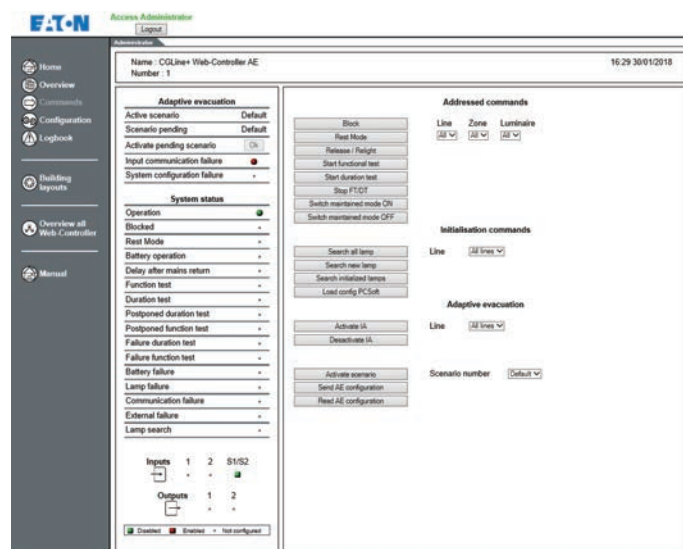 EATON
Access Administrator
Logout
Administrator
Name : CGLine+ Web-Controller AE
Number : 1
16:29 30/01/2018
Home
Overview
Commands
Configuration
Logbook
Building layouts
Overview all Web-Controller
Manual
Adaptive evacuation
Active scenario Default
Scenario pending Default
Activate pending scenario Ok
Input communication failure
System configuration failure
System status
Operation
Blocked
Rest Mode
Battery operation
Delay after mains return
Function test
Duration test
Postponed duration test
Postponed function test
Failure duration test
Failure function test
Battery failure
Lamp failure
Communication failure
External failure
Lamp search
Inputs 1 2 S1/S2
Outputs 1 2
Disabled Enabled Not configured
Addressed commands
Block
Rest Mode
Release / Relight
Start functional test
Start duration test
Stop FT/DT
Switch maintained mode ON
Switch maintained mode OFF
Line Zone Luminaire
All All All
Initialisation commands
Search all lamp
Search new lamp
Search initialized lamps
Load config PCSoft
Line All lines
Adaptive evacuation
Activate IA
Desactivate IA
Line All lines
Activate scenario
Send AE configuration
Read AE configuration
Scenario number Default